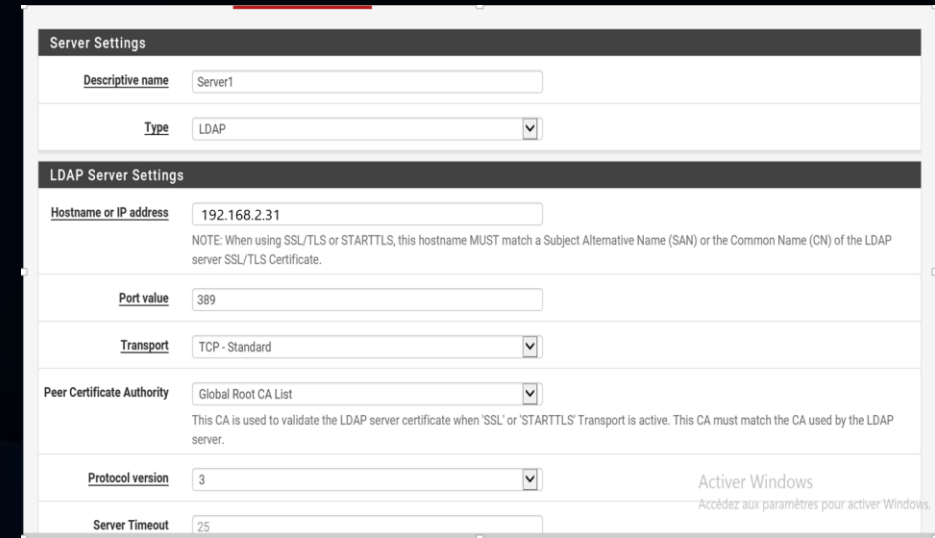 Server Settings
Descriptive name
Server1
Type
LDAP
LDAP Server Settings
Hostname or IP address
192.168.2.31
NOTE: When using SSL/TLS or STARTTLS, this hostname MUST match a Subject Alternative Name (SAN) or the Common Name (CN) of the LDAP
server SSL/TLS Certificate.
Port value
389
Transport
TCP - Standard
Peer Certificate Authority
Global Root CA List
This CA is used to validate the LDAP server certificate when 'SSL' or 'STARTTLS' Transport is active. This CA must match the CA used by the LDAP
server.
Protocol version
3
Activer Windows
Accédez aux paramètres pour activer Windows.
Server Timeout
25